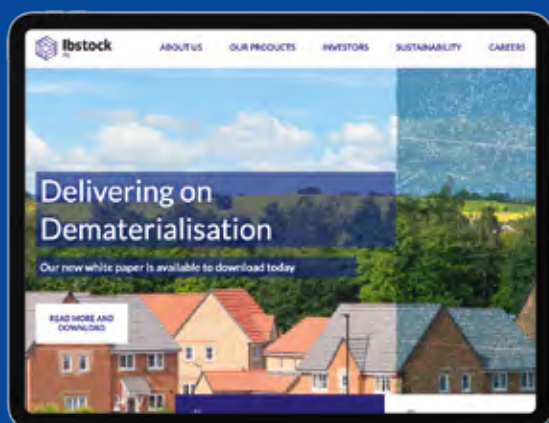 Ibstock
ABOUT US OUR PRODUCTS INVESTORS SUSTAINABILITY CAREERS
Delivering on
Dematerialisation
Our new white paper is available to download today
READ MORE AND
DOWNLOAD